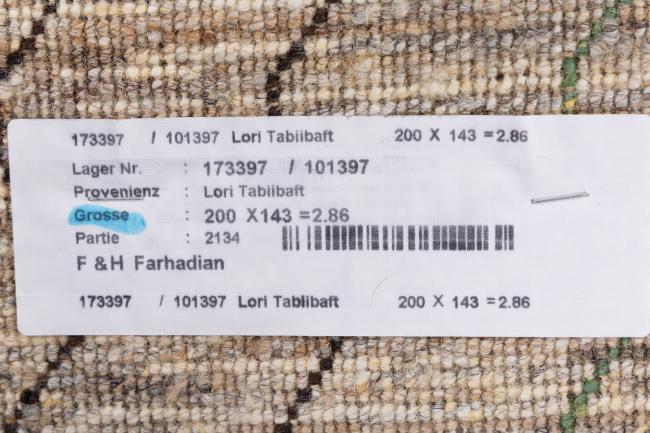 173397 / 101397 Lori Tabiibaft 200 X 143 =2.86
Lager Nr. : 173397 / 101397
Provenienz : Lori Tabiibaft
Grosse : 200 X143 =2.86
Partie : 2134
F &H Farhadian
173397 / 101397 Lori Tabiibaft 200 X 143 =2.86